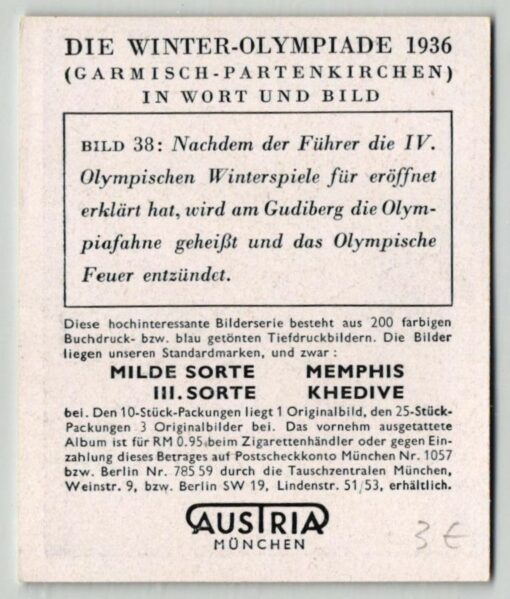 DIE WINTER-OLYMPIADE 1936
(GARMISCH-PARTENKIRCHEN)
IN WORT UND BILD
BILD 38: Nachdem der Führer die IV.
Olympischen Winterspiele für eröffnet
erklärt hat, wird am Gudiberg die Olym-
piafahne geheißt und das Olympische
Feuer entzündet.
Diese hochinteressante Bilderserie besteht aus 200 farbigen
Buchdruck- bzw. blau getönten Tiefdruckbildern. Die Bilder
liegen unseren Standardmarken, und zwar:
MILDE SORTE MEMPHIS
III. SORTE KHEDIVE
bei. Den 10-Stück-Packungen liegt 1 Originalbild, den 25-Stück-
Packungen 3 Originalbilder bei. Das vornehm ausgetattete
Album ist für RM 0.95 beim Zigarettenhändler oder gegen Ein-
zahlung dieses Betrages auf Postscheckkonto München Nr. 1057
bzw. Berlin Nr. 785 59 durch die Tauschzentralen München,
Weinstr. 9, bzw. Berlin SW 19, Lindenstr. 51/53, erhältlich.
AUSTRIA
MÜNCHEN
3 €